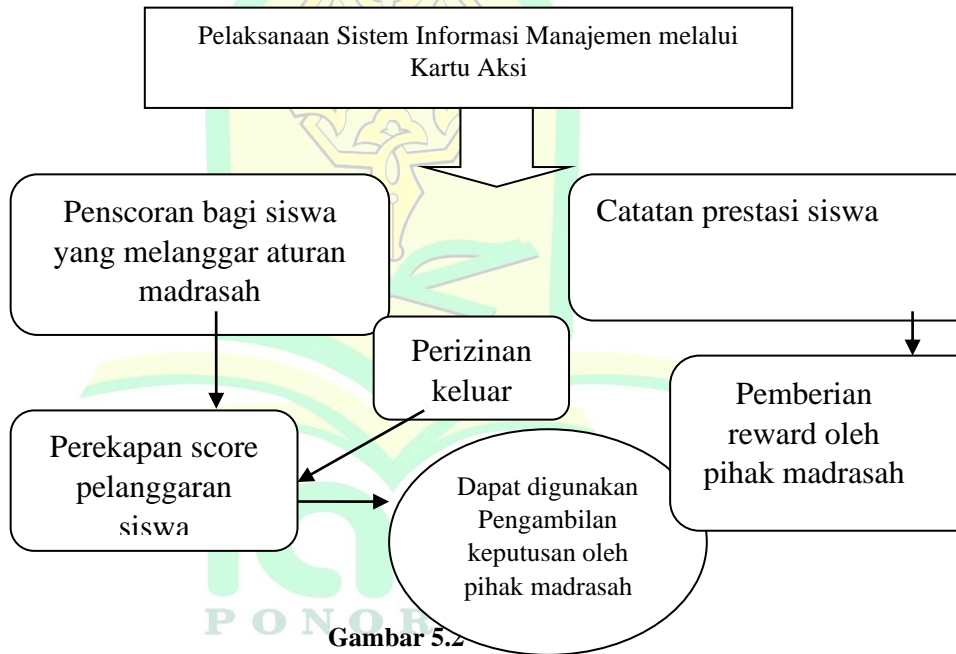 Pelaksanaan Sistem Informasi Manajemen melalui
Kartu Aksi
Penscoran bagi siswa
yang melanggar aturan
madrasah
Catatan prestasi siswa
Perizinan
keluar
Pemberian
reward oleh
pihak madrasah
Perekapan score
pelanggaran
siswa
Dapat digunakan
Pengambilan
keputusan oleh
pihak madrasah
PONOR
Gambar 5.2